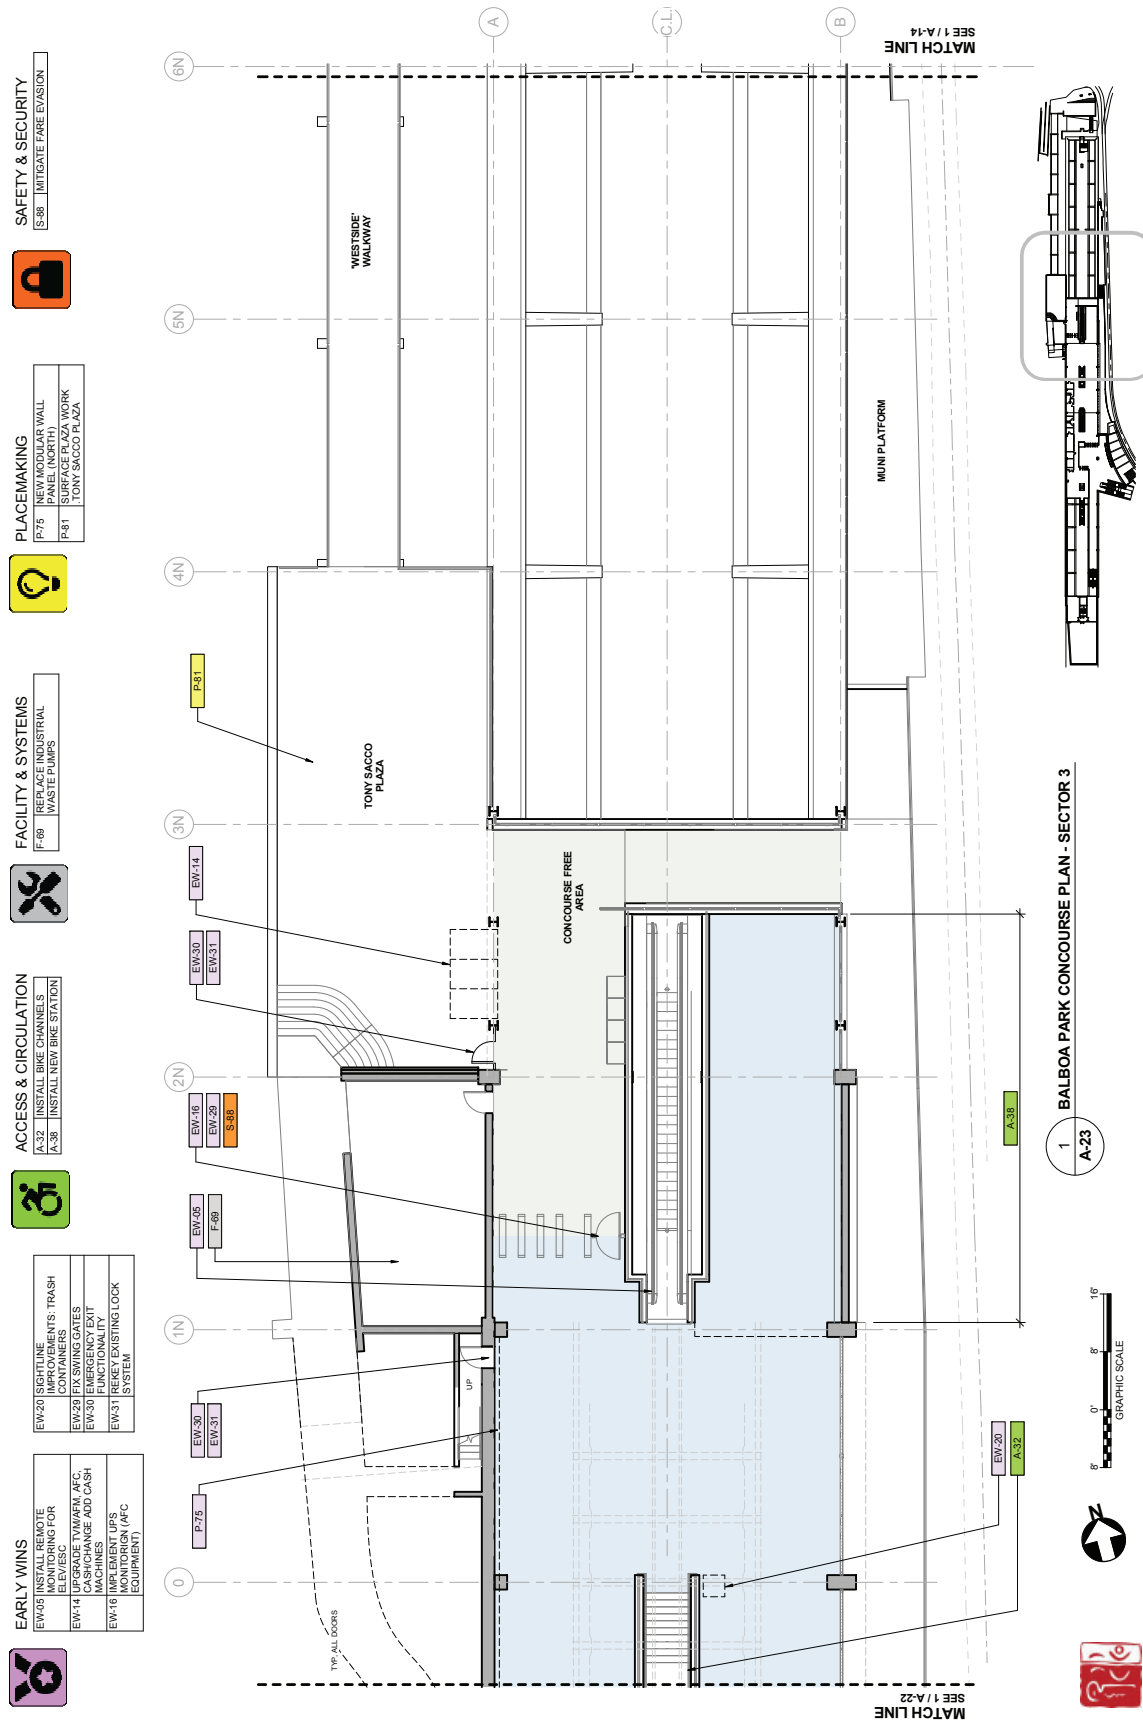 EARLY WINS
EW-05 INSTALL REMOTE
MONITORING FOR
ELEV/ESC
EW-14 UPGRADE TVM/AFM, AFC,
CASH/CHANGE ADD CASH
MACHINES
EW-16 IMPLEMENT UPS
MONITORIGN (AFC
EQUIPMENT)
EW-20 SIGHTLINE
IMPROVEMENTS: TRASH
CONTAINERS
EW-29 FIX SWING GATES
EW-30 EMERGENCY EXIT
FUNCTIONALITY
EW-31 REKEY EXISTING LOCK
SYSTEM
ACCESS & CIRCULATION
A-32 INSTALL BIKE CHANNELS
A-38 INSTALL NEW BIKE STATION
FACILITY & SYSTEMS
F-69 REPLACE INDUSTRIAL
WASTE PUMPS
PLACEMAKING
P-75 NEW MODULAR WALL
PANEL (NORTH)
P-81 SURFACE PLAZA WORK
:TONY SACCO PLAZA
SAFETY & SECURITY
S-88 MITIGATE FARE EVASION
0
1N
2N
3N
4N
5N
6N
P-75
EW-30
EW-31
EW-05
F-69
EW-16
EW-29
S-88
EW-30
EW-31
EW-14
P-81
TYP. ALL DOORS
UP
TONY SACCO
PLAZA
'WESTSIDE'
WALKWAY
CONCOURSE FREE
AREA
MUNI PLATFORM
A
C.L.
B
MATCH LINE
SEE 1 / A-22
MATCH LINE
SEE 1 / A-14
EW-20
A-32
A-38
N
8'
0'
8'
16'
GRAPHIC SCALE
1
A-23
BALBOA PARK CONCOURSE PLAN - SECTOR 3